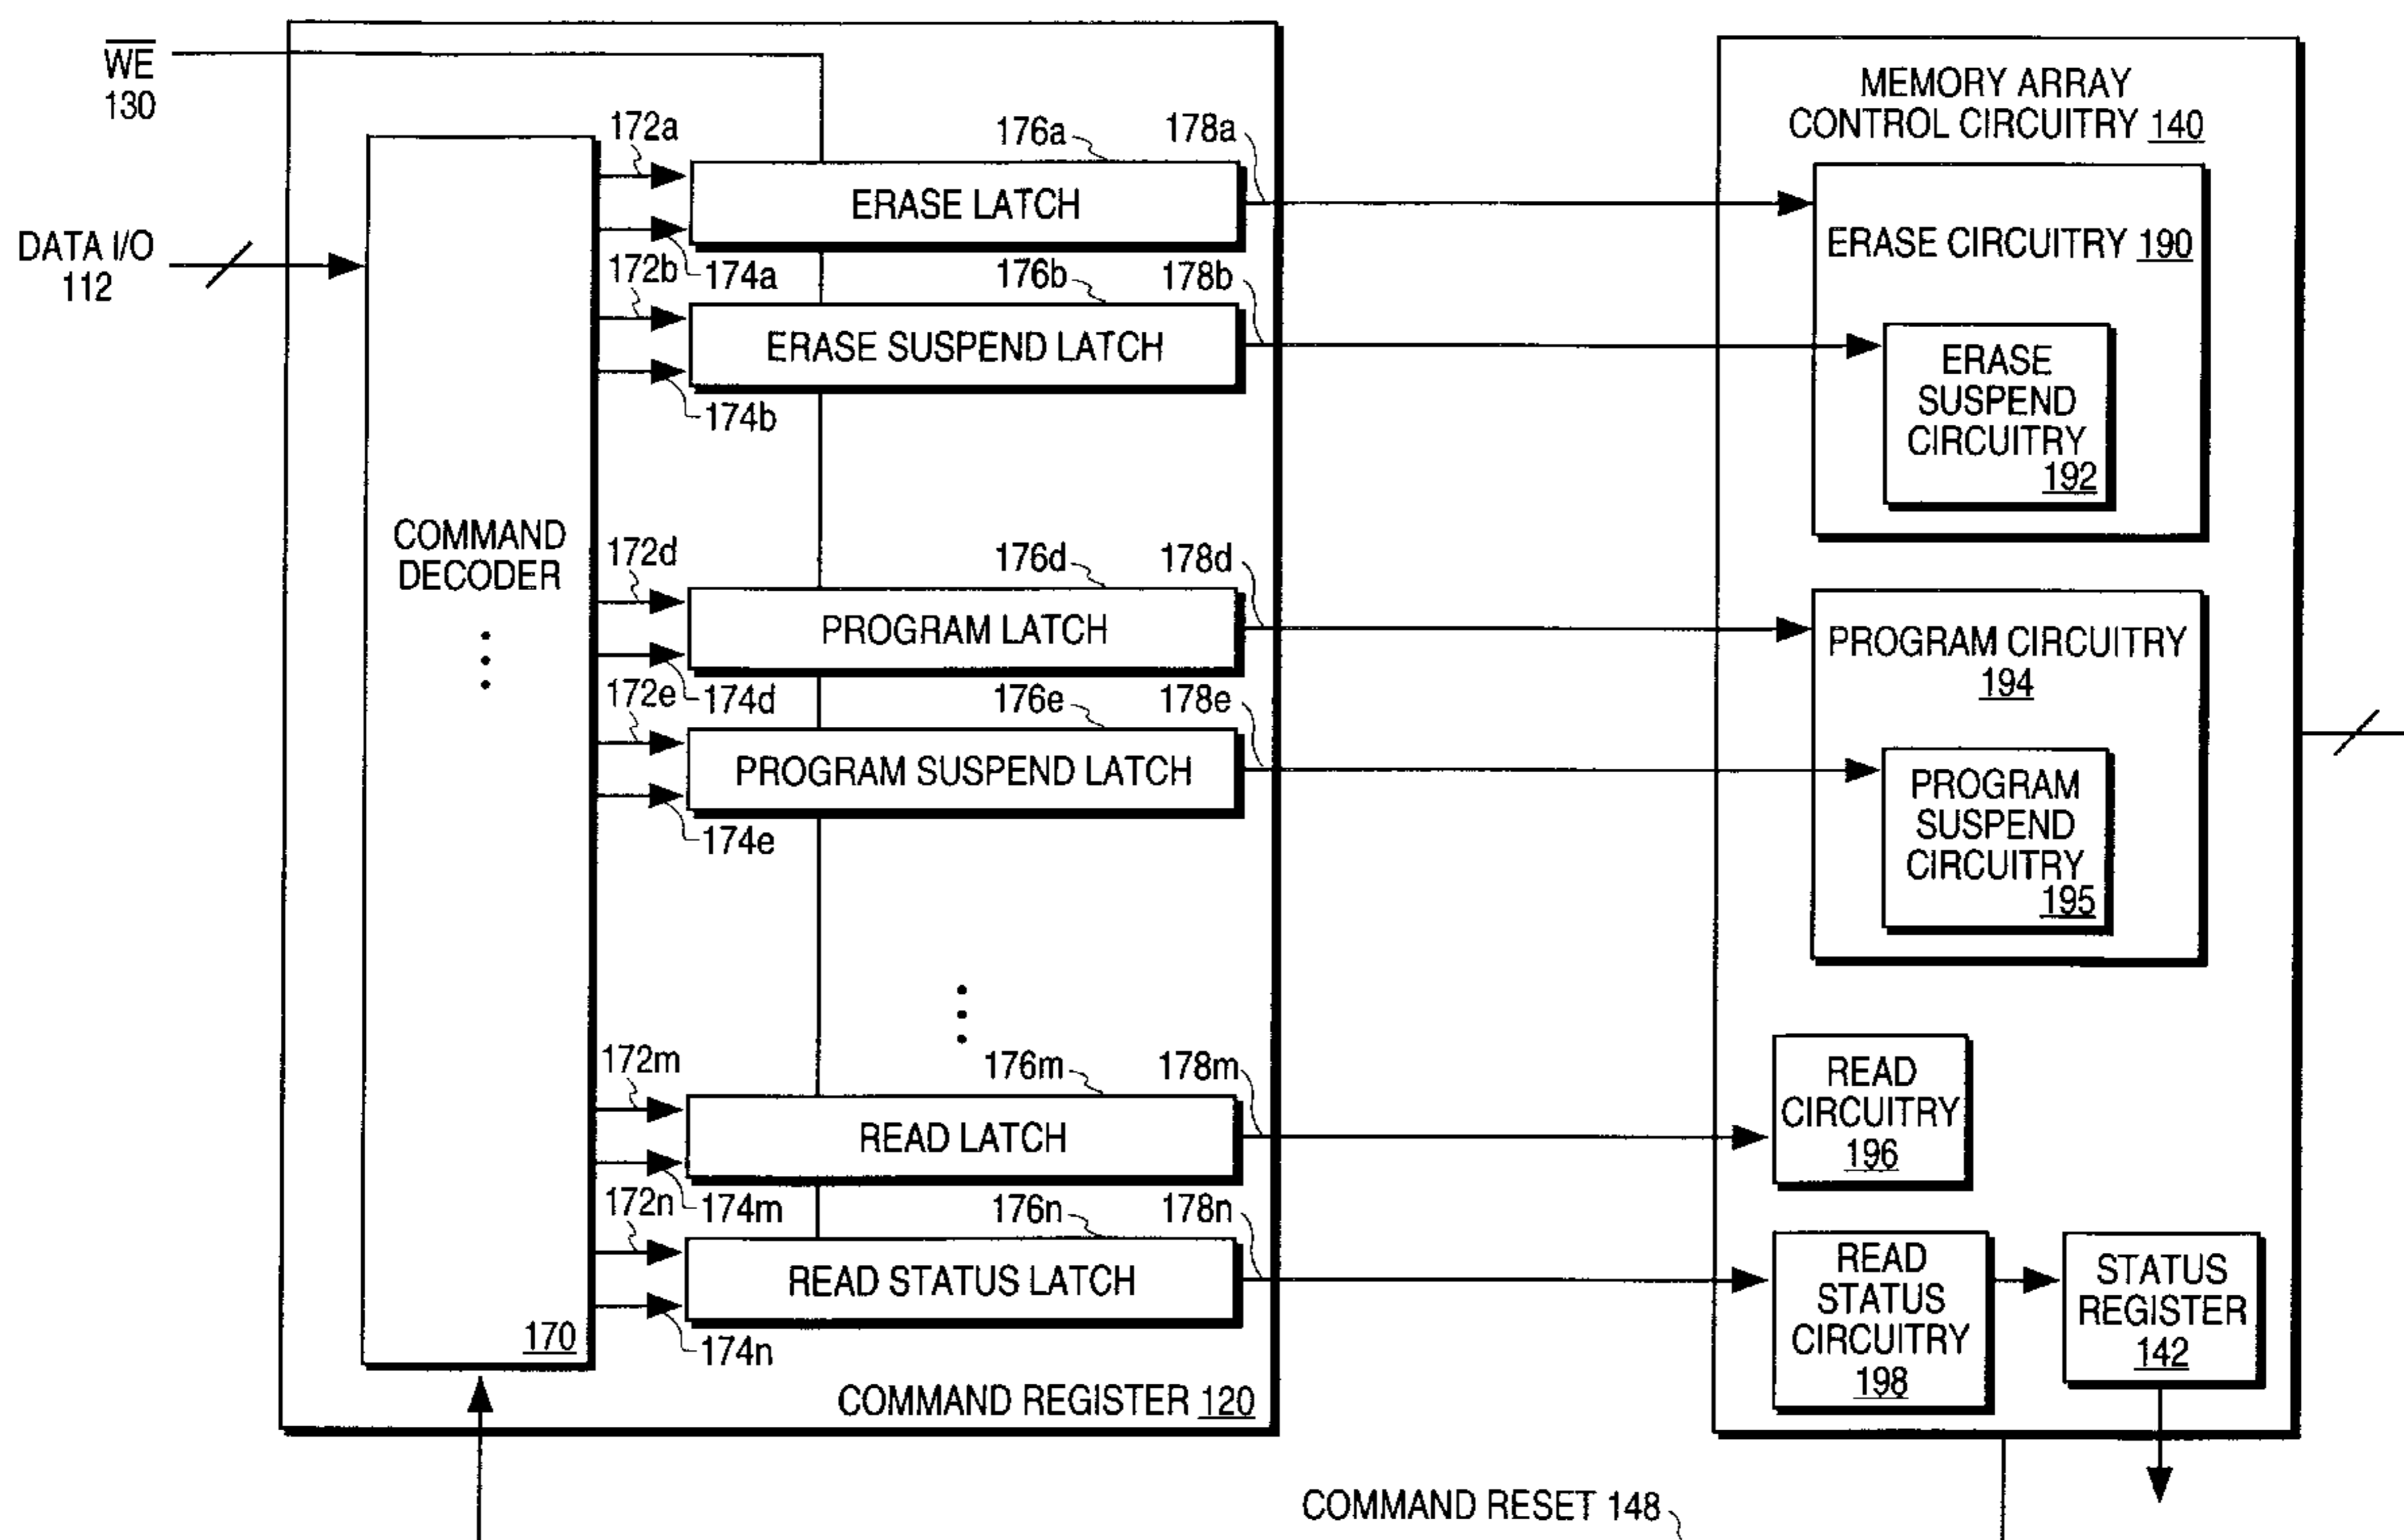 WE
130
DATA I/O
112
COMMAND
DECODER
170
172a
174a
172b
174b
172d
174d
172e
174e
172m
174m
172n
174n
176a
ERASE LATCH
178a
176b
ERASE SUSPEND LATCH
178b
176d
PROGRAM LATCH
178d
176e
PROGRAM SUSPEND LATCH
178e
176m
READ LATCH
178m
176n
READ STATUS LATCH
178n
COMMAND REGISTER 120
MEMORY ARRAY
CONTROL CIRCUITRY 140
ERASE CIRCUITRY 190
ERASE
SUSPEND
CIRCUITRY
192
PROGRAM CIRCUITRY
194
PROGRAM
SUSPEND
CIRCUITRY
195
READ
CIRCUITRY
196
READ
STATUS
CIRCUITRY
198
STATUS
REGISTER
142
COMMAND RESET 148